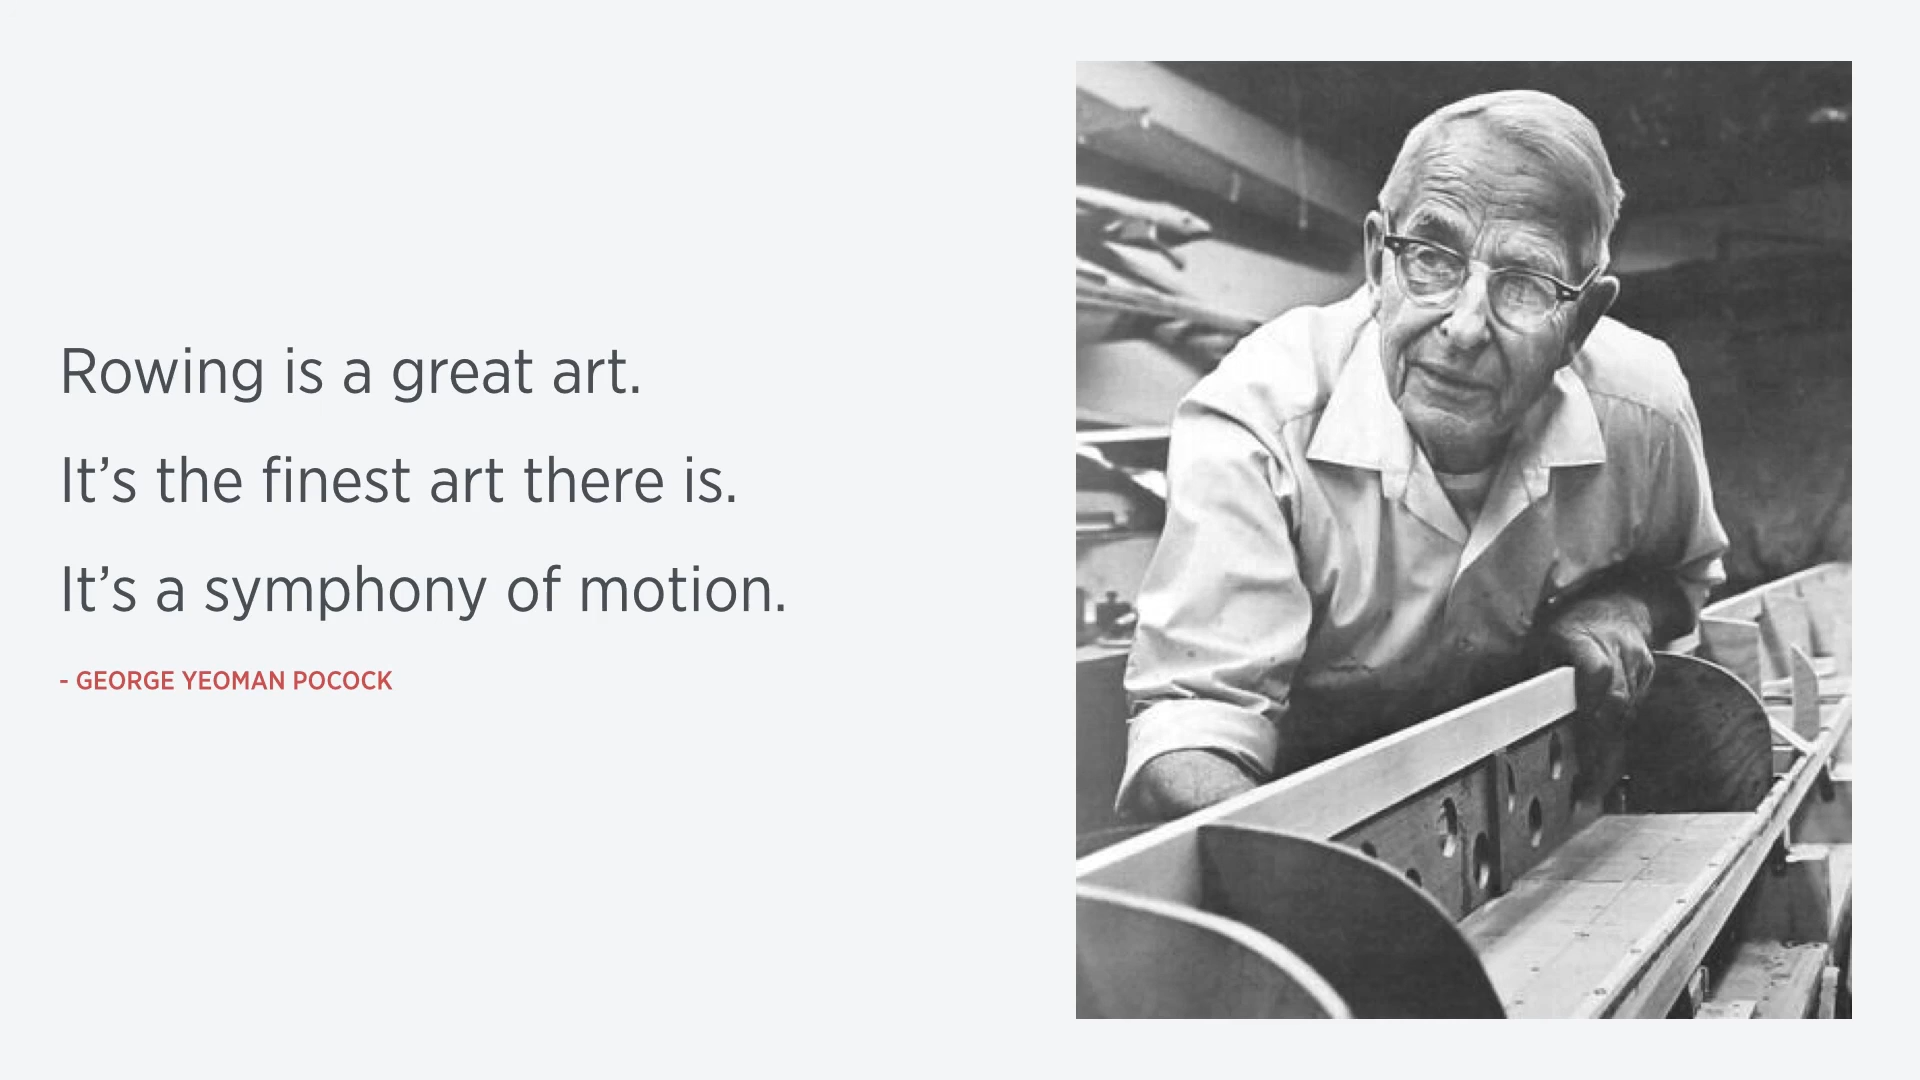 Rowing is a great art.
It’s the finest art there is.
It’s a symphony of motion.
- GEORGE YEOMAN POCOCK